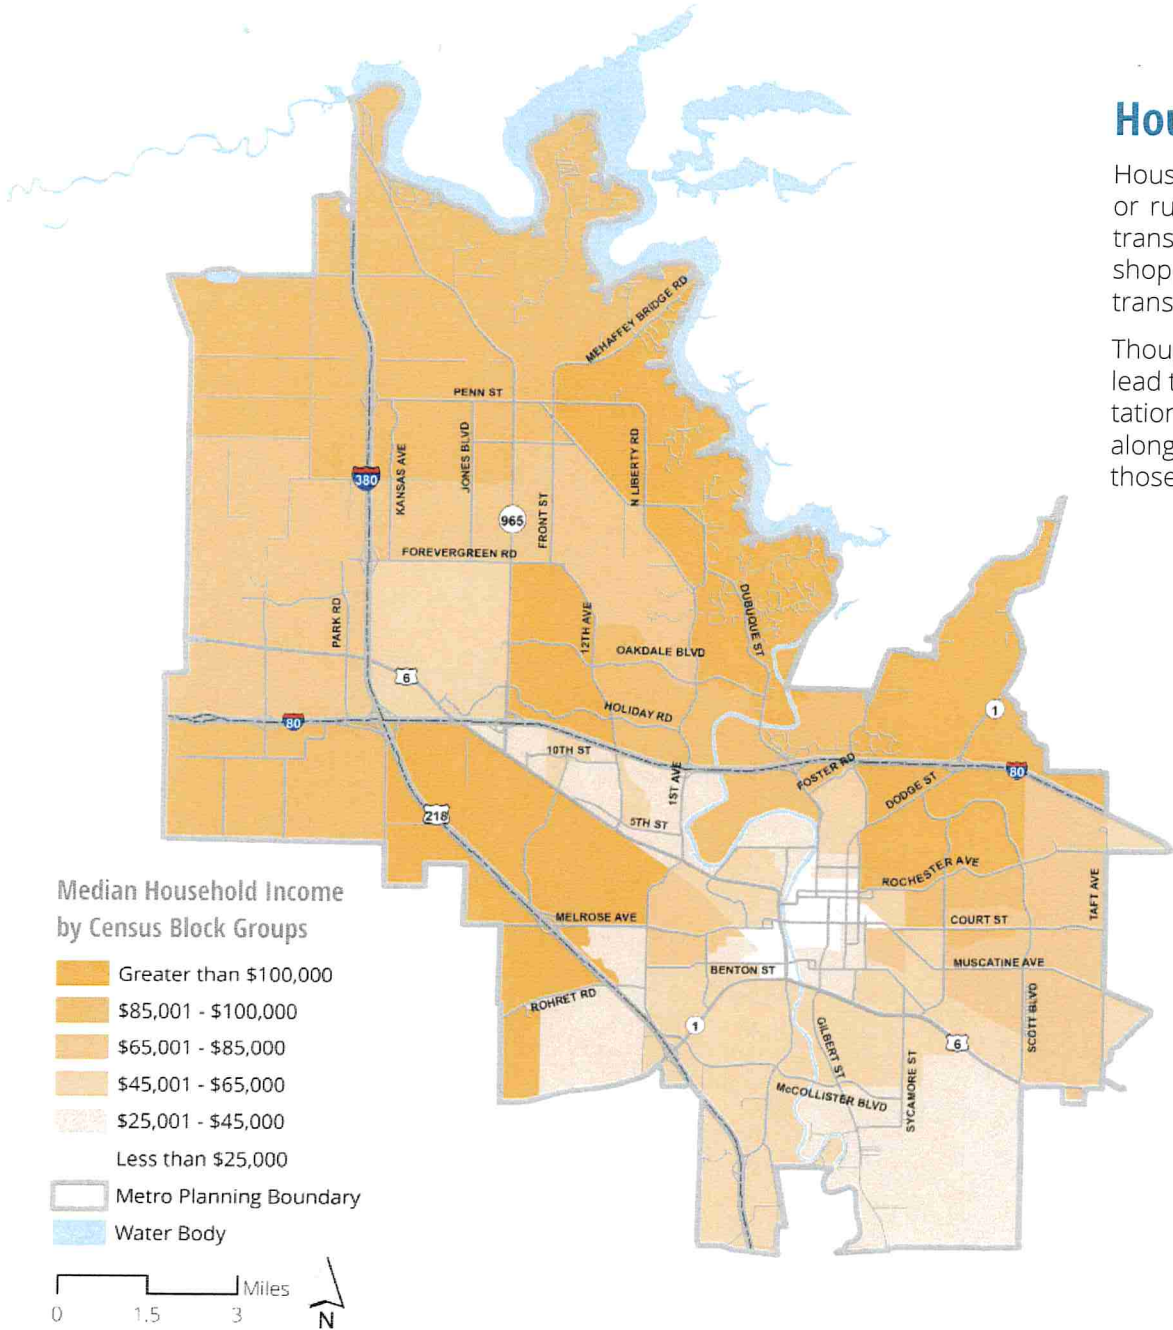 Hou
Hous
or ru
trans
shop
trans
Thou
lead t
tation
along
those
MEHAFFEY BRIDGE RD
PENN ST
KANSAS AVE
JONES BLVD
N LIBERTY RD
380
965
FRONT ST
FOREVERGREEN RD
PARK RD
12TH AVE
DUBUQUE ST
OAKDALE BLVD
6
HOLIDAY RD
1
80
10TH ST
1ST AVE
FOSTER RD
80
DODGE ST
218
5TH ST
ROCHESTER AVE
TAFT AVE
MELROSE AVE
COURT ST
BENTON ST
MUSCATINE AVE
ROHRET RD
1
GILBERT ST
SCOTT BLVD
6
SYCAMORE ST
McCOLLISTER BLVD
Median Household Income
by Census Block Groups
Greater than $100,000
$85,001 - $100,000
$65,001 - $85,000
$45,001 - $65,000
$25,001 - $45,000
Less than $25,000
Metro Planning Boundary
Water Body
Miles
0 1.5 3
N